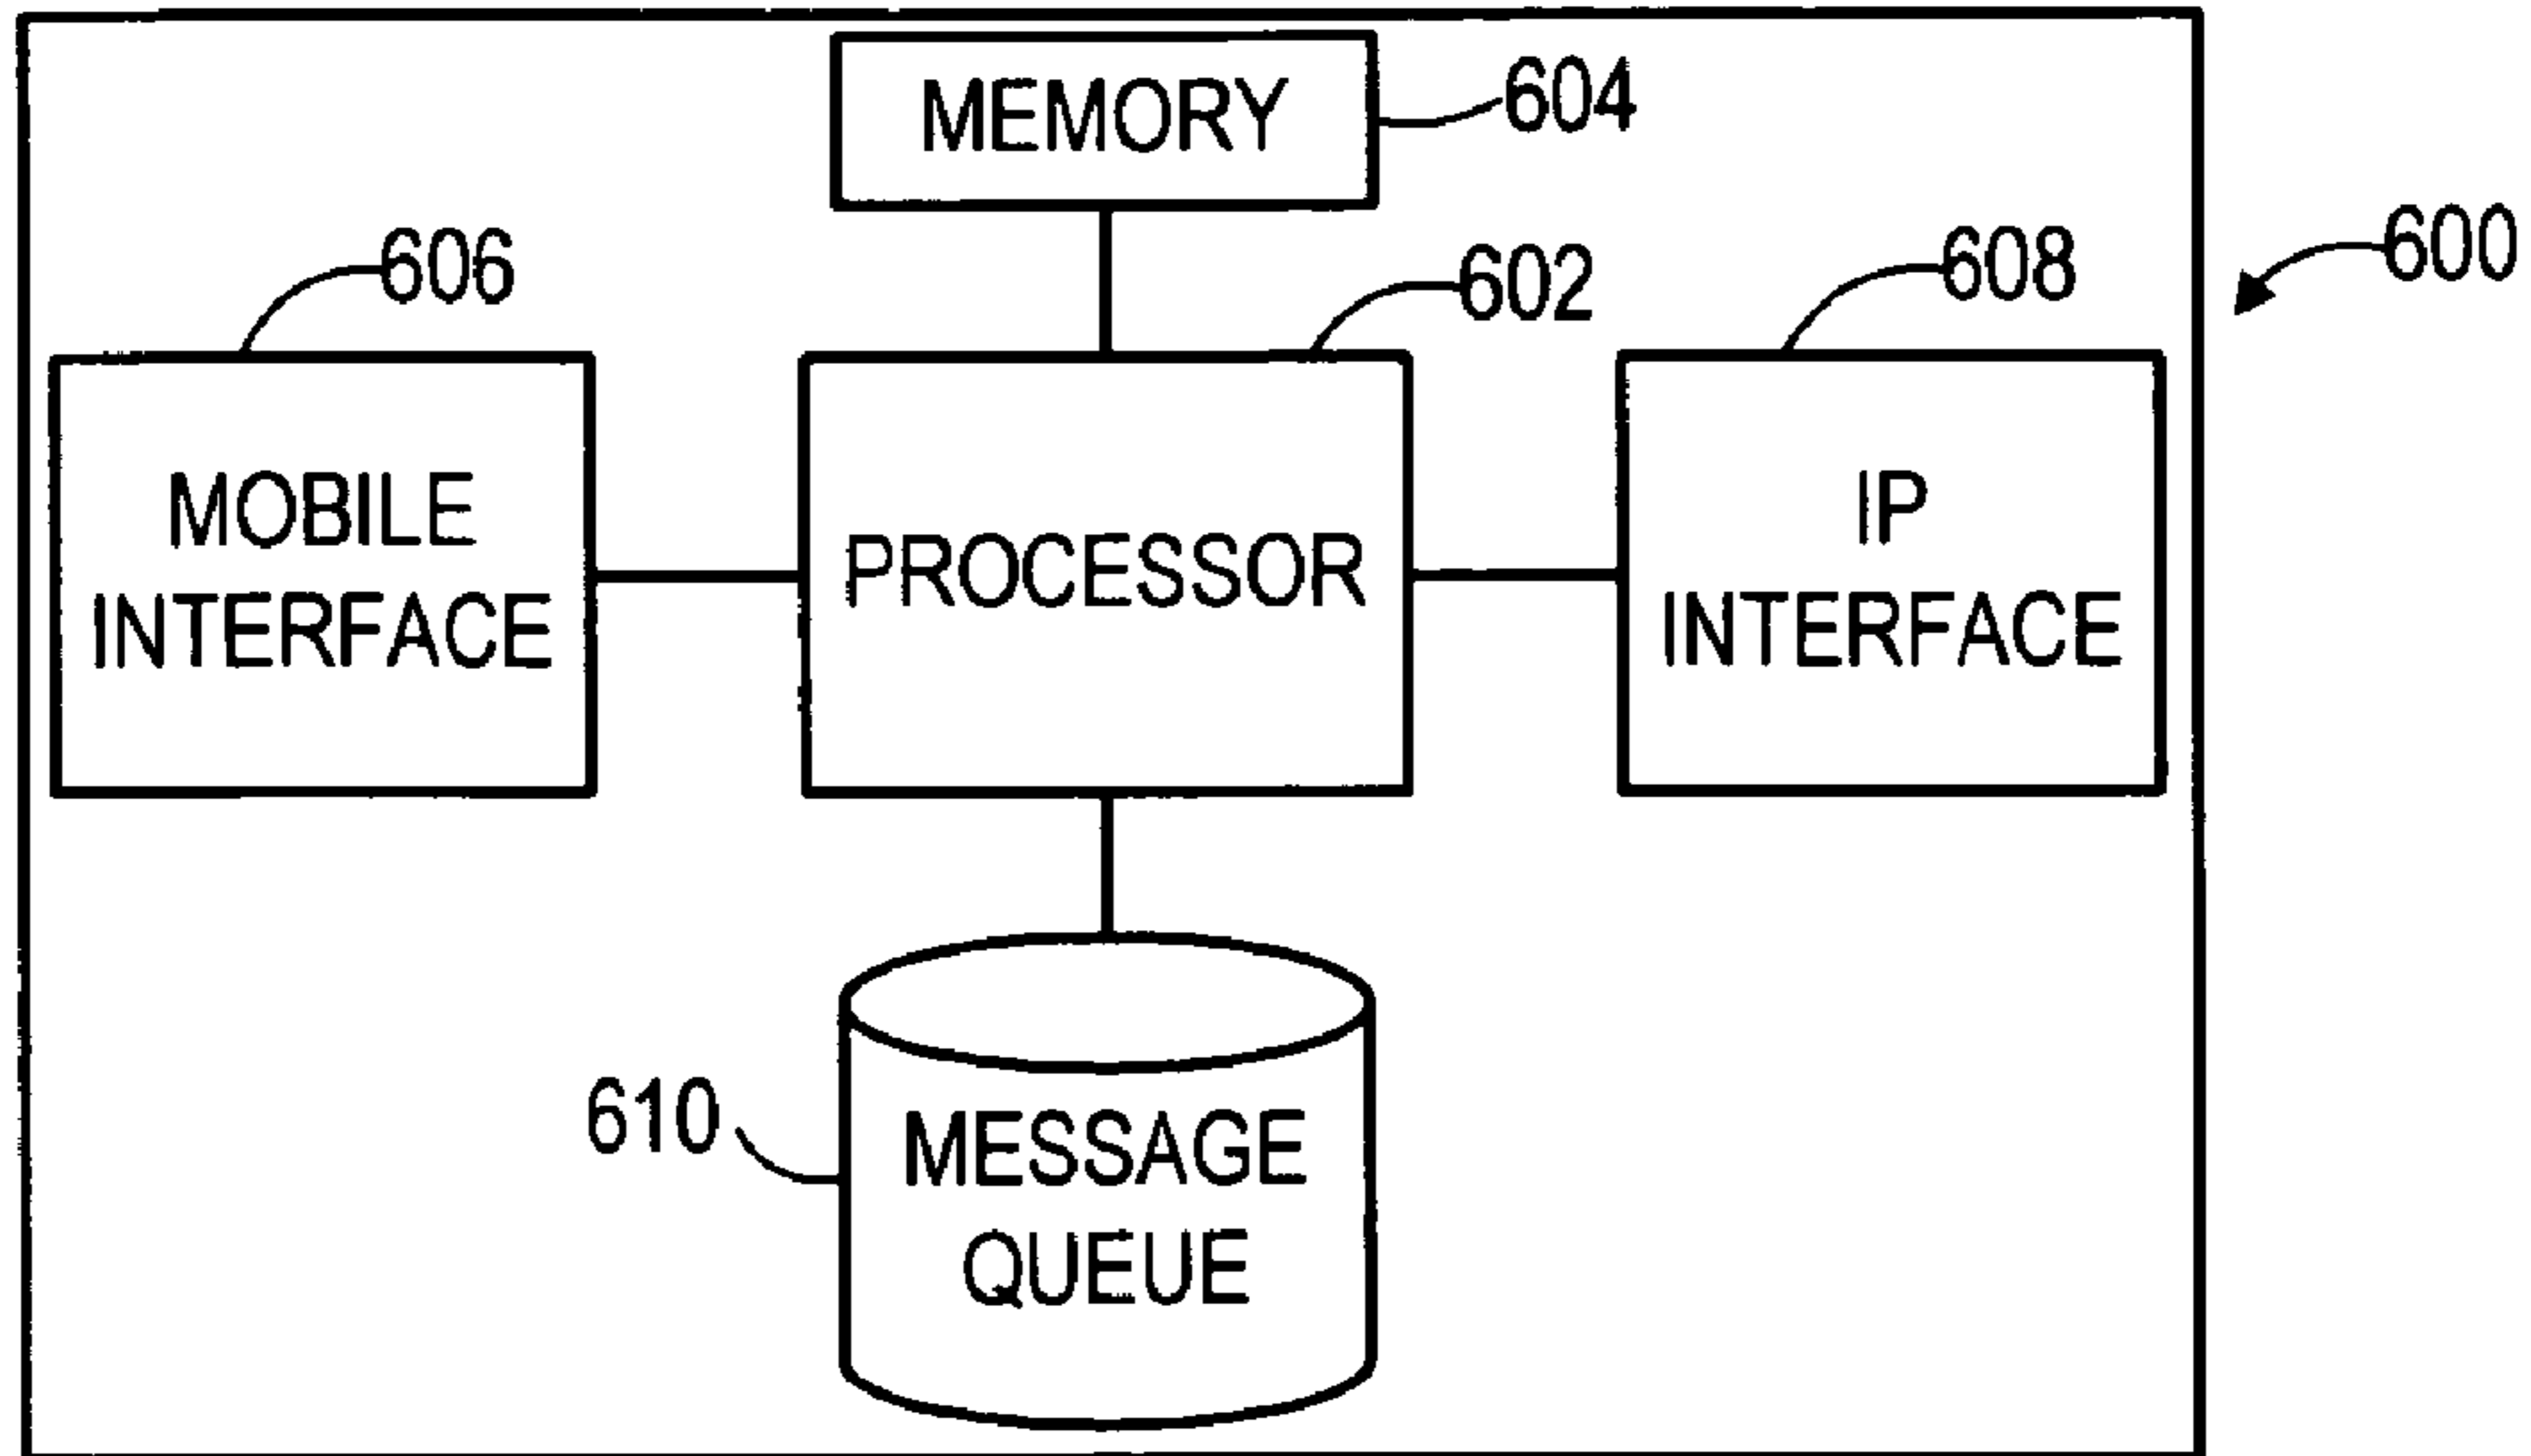 MEMORY
604
606
602
608
600
MOBILE
INTERFACE
PROCESSOR
IP
INTERFACE
610
MESSAGE
QUEUE